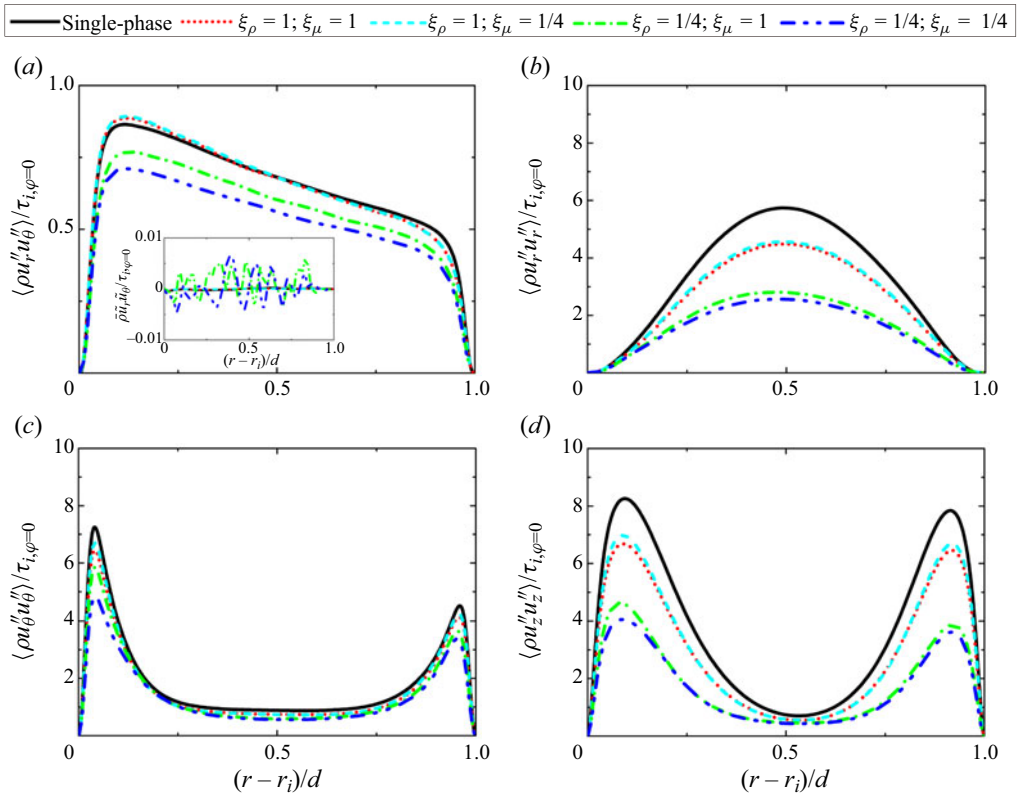 Single-phase ξρ = 1; ξμ = 1 ξρ = 1; ξμ = 1/4 ξρ = 1/4; ξμ = 1 ξρ = 1/4; ξμ = 1/4
(a)
1.0
0.5
0
0.5
1.0
⟨ρu″r u″θ⟩/τi,φ=0
(r – ri)/d
0.01
0
–0.01
0
0.5
1.0
ρ̄ũrũθ/τi,φ=0
(b)
10
8
6
4
2
0
0.5
1.0
⟨ρu″r u″r⟩/τi,φ=0
(c)
10
8
6
4
2
0
0.5
1.0
⟨ρu″θ u″θ⟩/τi,φ=0
(r – ri)/d
(d)
10
8
6
4
2
0
0.5
1.0
⟨ρu″z u″z⟩/τi,φ=0
(r – ri)/d